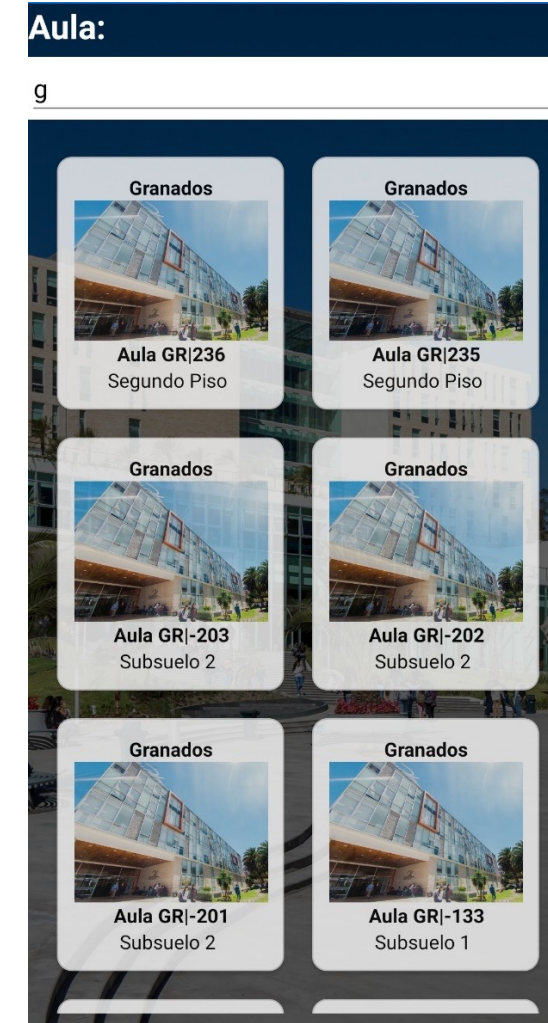 Aula:
g
Granados
Aula GR|236
Segundo Piso
Granados
Aula GR|235
Segundo Piso
Granados
Aula GR|-203
Subsuelo 2
Granados
Aula GR|-202
Subsuelo 2
Granados
Aula GR|-201
Subsuelo 2
Granados
Aula GR|-133
Subsuelo 1